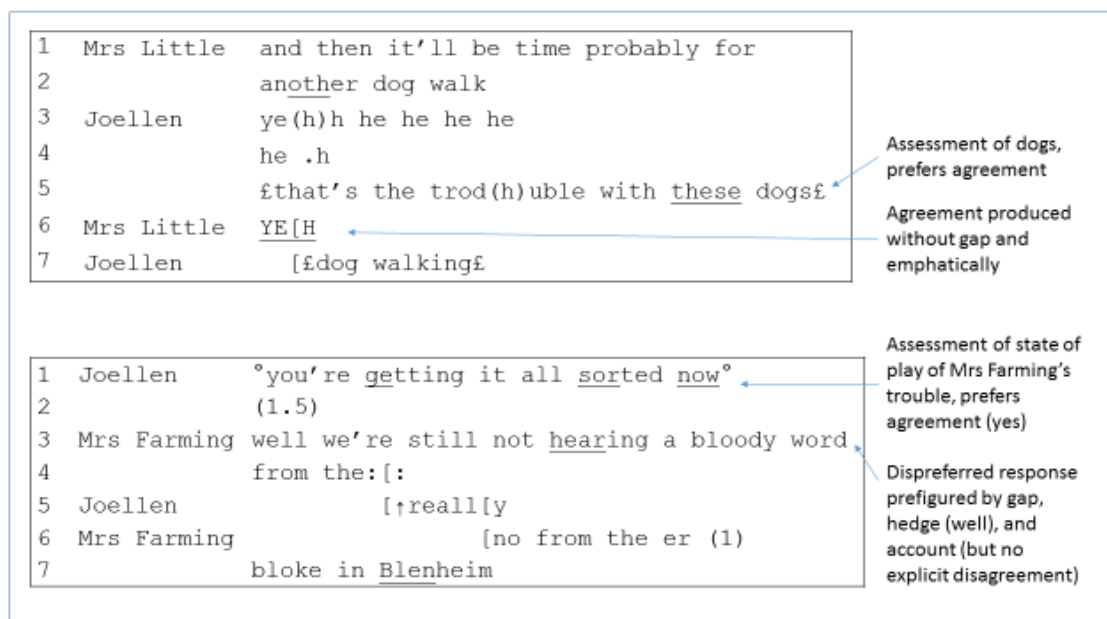 1 Mrs Little and then it'll be time probably for
2 another dog walk
3 Joellen ye(h)h he he he he
4 he .h
5 £that's the trod(h)uble with these dogs£
6 Mrs Little YE[H
7 Joellen [£dog walking£
Assessment of dogs,
prefers agreement
Agreement produced
without gap and
emphatically
1 Joellen °you're getting it all sorted now°
2 (1.5)
3 Mrs Farming well we're still not hearing a bloody word
4 from the:[:
5 Joellen [↑reall[y
6 Mrs Farming [no from the er (1)
7 bloke in Blenheim
Assessment of state of
play of Mrs Farming's
trouble, prefers
agreement (yes)
Dispreferred response
prefigured by gap,
hedge (well), and
account (but no
explicit disagreement)